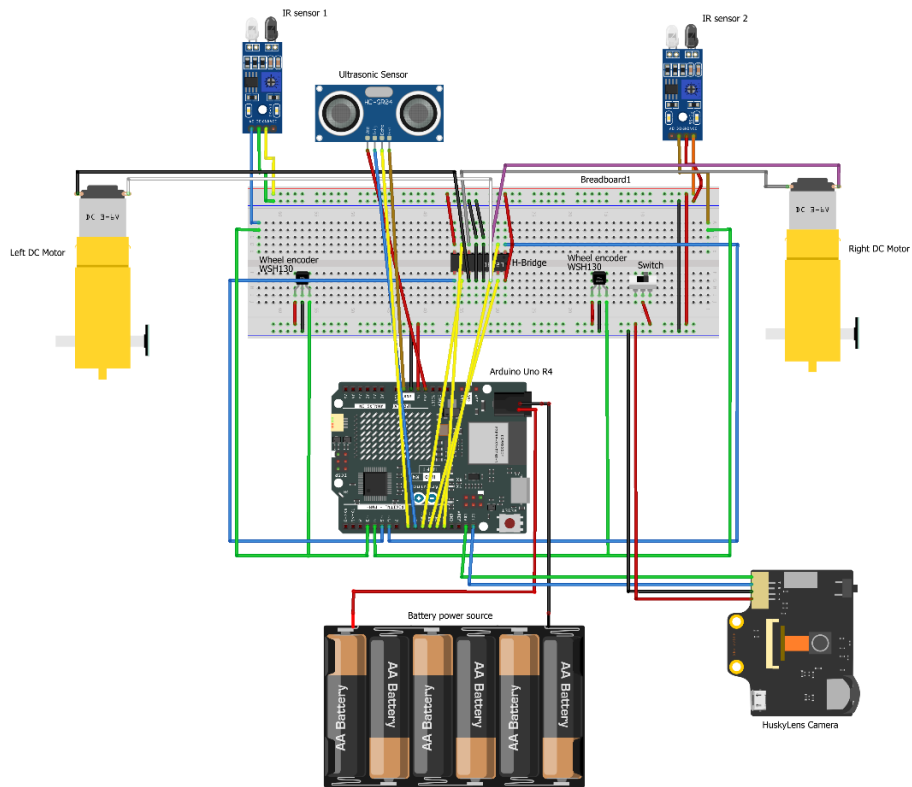 IR sensor 1
IR sensor 2
Ultrasonic Sensor
HC-SR04
Breadboard1
DC 3-6V
DC 3-6V
Left DC Motor
Right DC Motor
Wheel encoder
WSH130
H-Bridge
Wheel encoder
WSH130
Switch
Arduino Uno R4
Battery power source
AA Battery
AA Battery
AA Battery
AA Battery
AA Battery
AA Battery
HuskyLens Camera